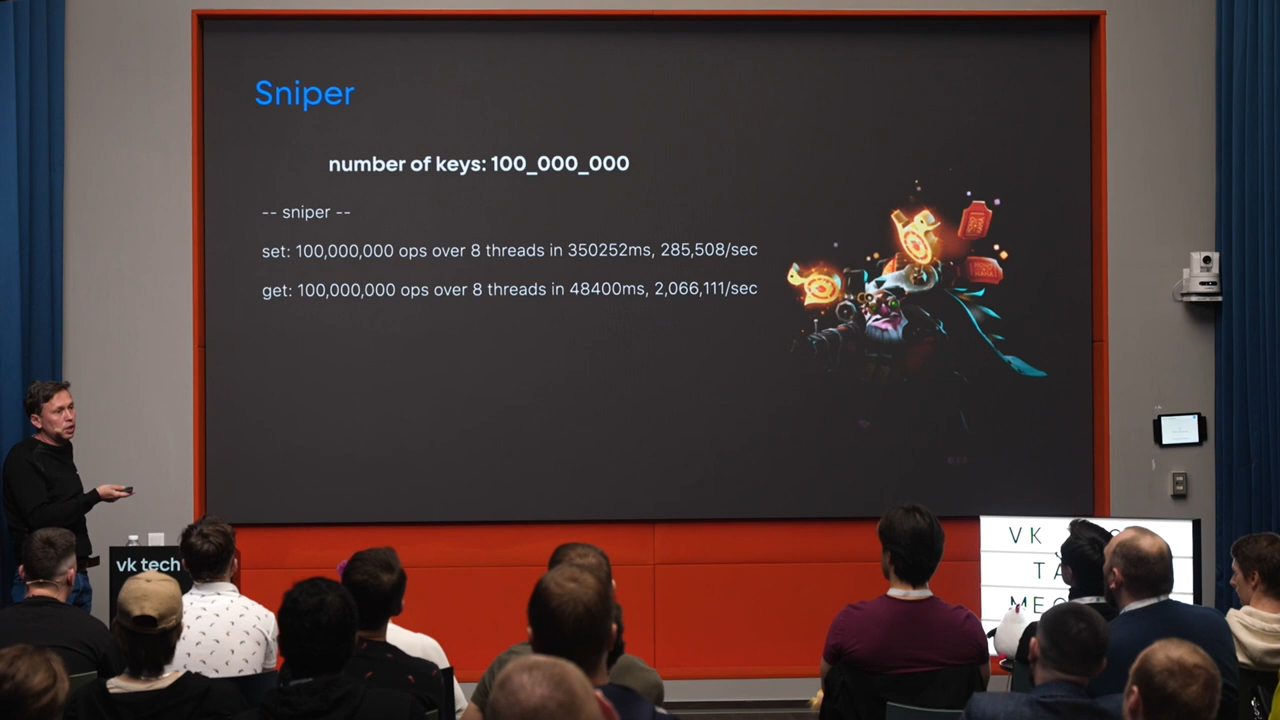 Sniper
number of keys: 100_000_000
-- sniper --
set: 100,000,000 ops over 8 threads in 350252ms, 285,508/sec
get: 100,000,000 ops over 8 threads in 48400ms, 2,066,111/sec
vk tech
VK